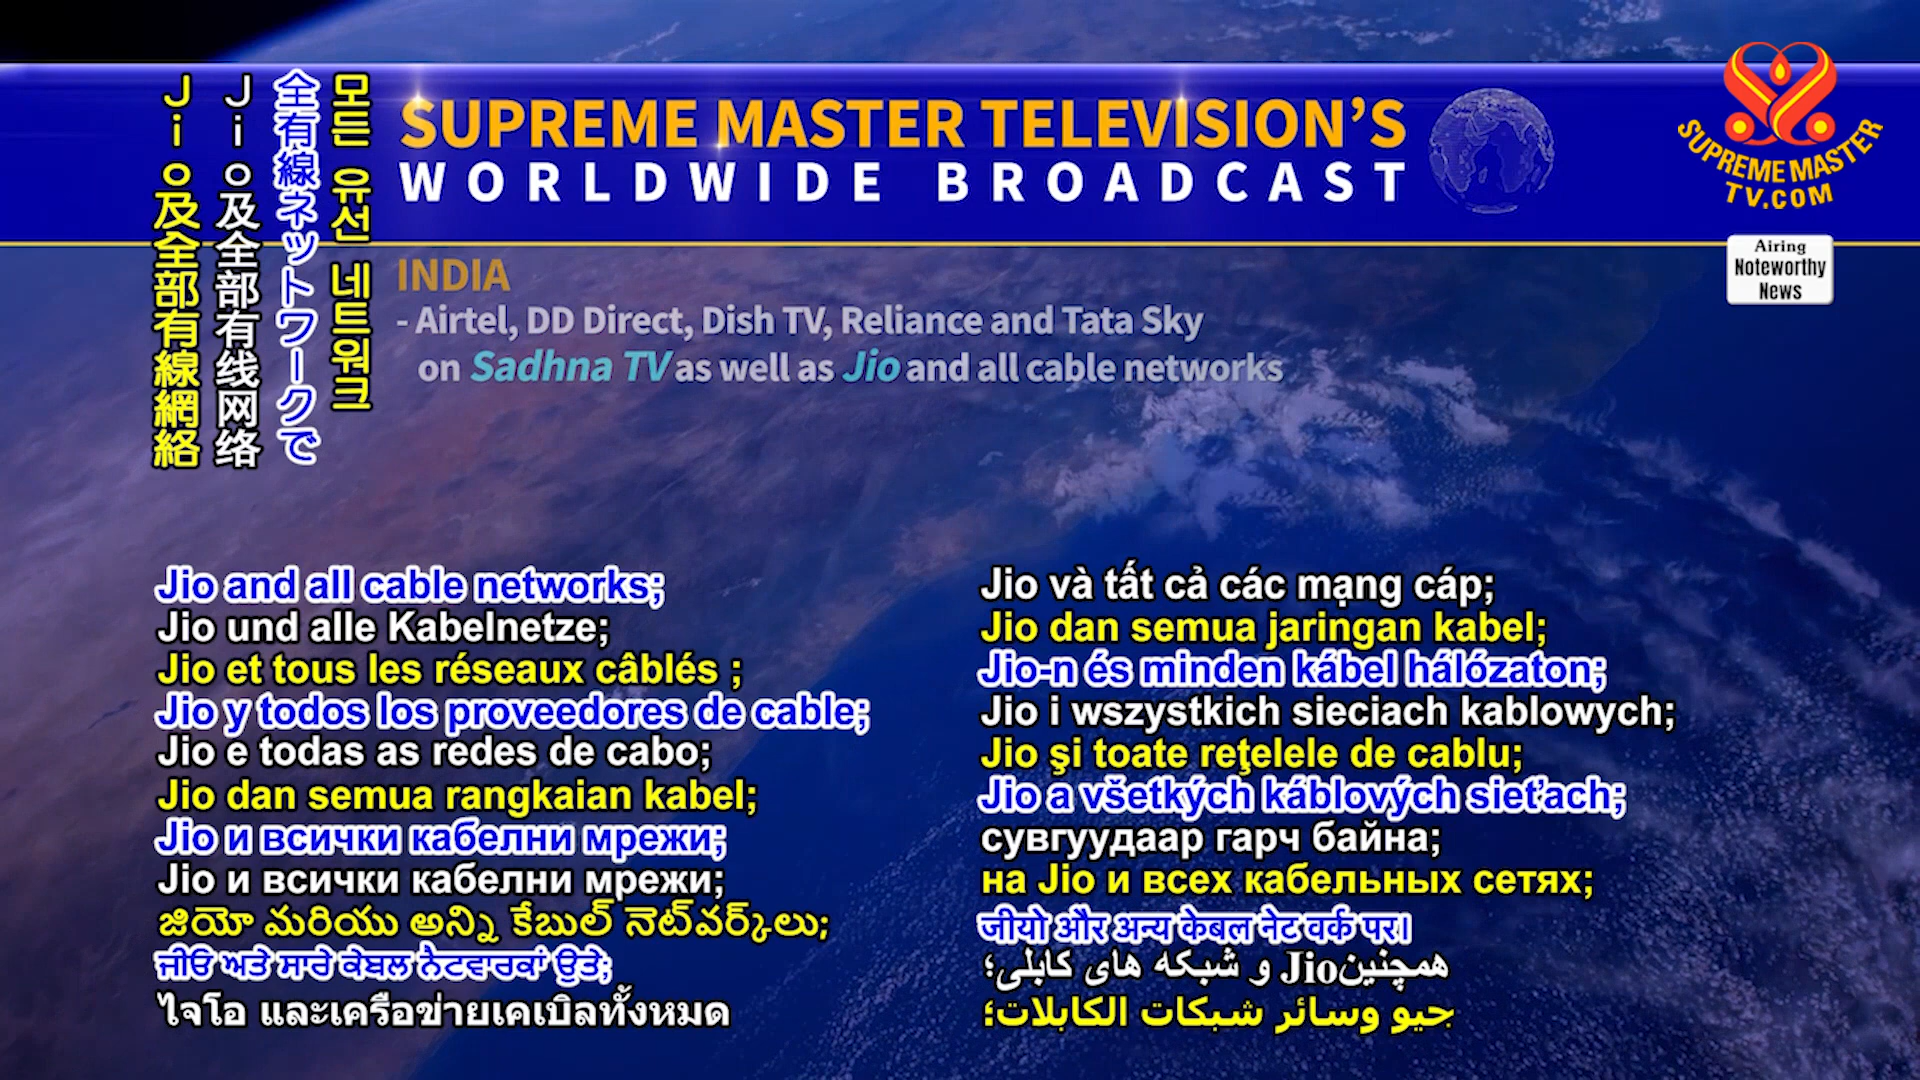 SUPREME MASTER TELEVISION'S
WORLDWIDE BROADCAST
SUPREME MASTER
TV.COM
Airing
Noteworthy
News
Jio及全部有線網絡
Jio及全部有线网络
全有線ネットワークで
모든 유선 네트워크
INDIA
- Airtel, DD Direct, Dish TV, Reliance and Tata Sky
on Sadhna TV as well as Jio and all cable networks
Jio and all cable networks;
Jio und alle Kabelnetze;
Jio et tous les réseaux câblés ;
Jio y todos los proveedores de cable;
Jio e todas as redes de cabo;
Jio dan semua rangkaian kabel;
Jio и всички кабелни мрежи;
Jio и всички кабелни мрежи;
జియో మరియు అన్ని కేబుల్ నెట్‌వర్క్‌లు;
ਜੀਓ ਅਤੇ ਸਾਰੇ ਕੇਬਲ ਨੈਟਵਾਰਕਾਂ ਉਤੇ;
ไจโอ และเครือข่ายเคเบิลทั้งหมด
Jio và tất cả các mạng cáp;
Jio dan semua jaringan kabel;
Jio-n és minden kábel hálózaton;
Jio i wszystkich sieciach kablowych;
Jio şi toate reţelele de cablu;
Jio a všetkých káblových sieťach;
сувгуудаар гарч байна;
на Jio и всех кабельных сетях;
जीयो और अन्य केबल नेट वर्क पर।
همچنینJio و شبکه های کابلی؛
جيو وسائر شبكات الكابلات؛